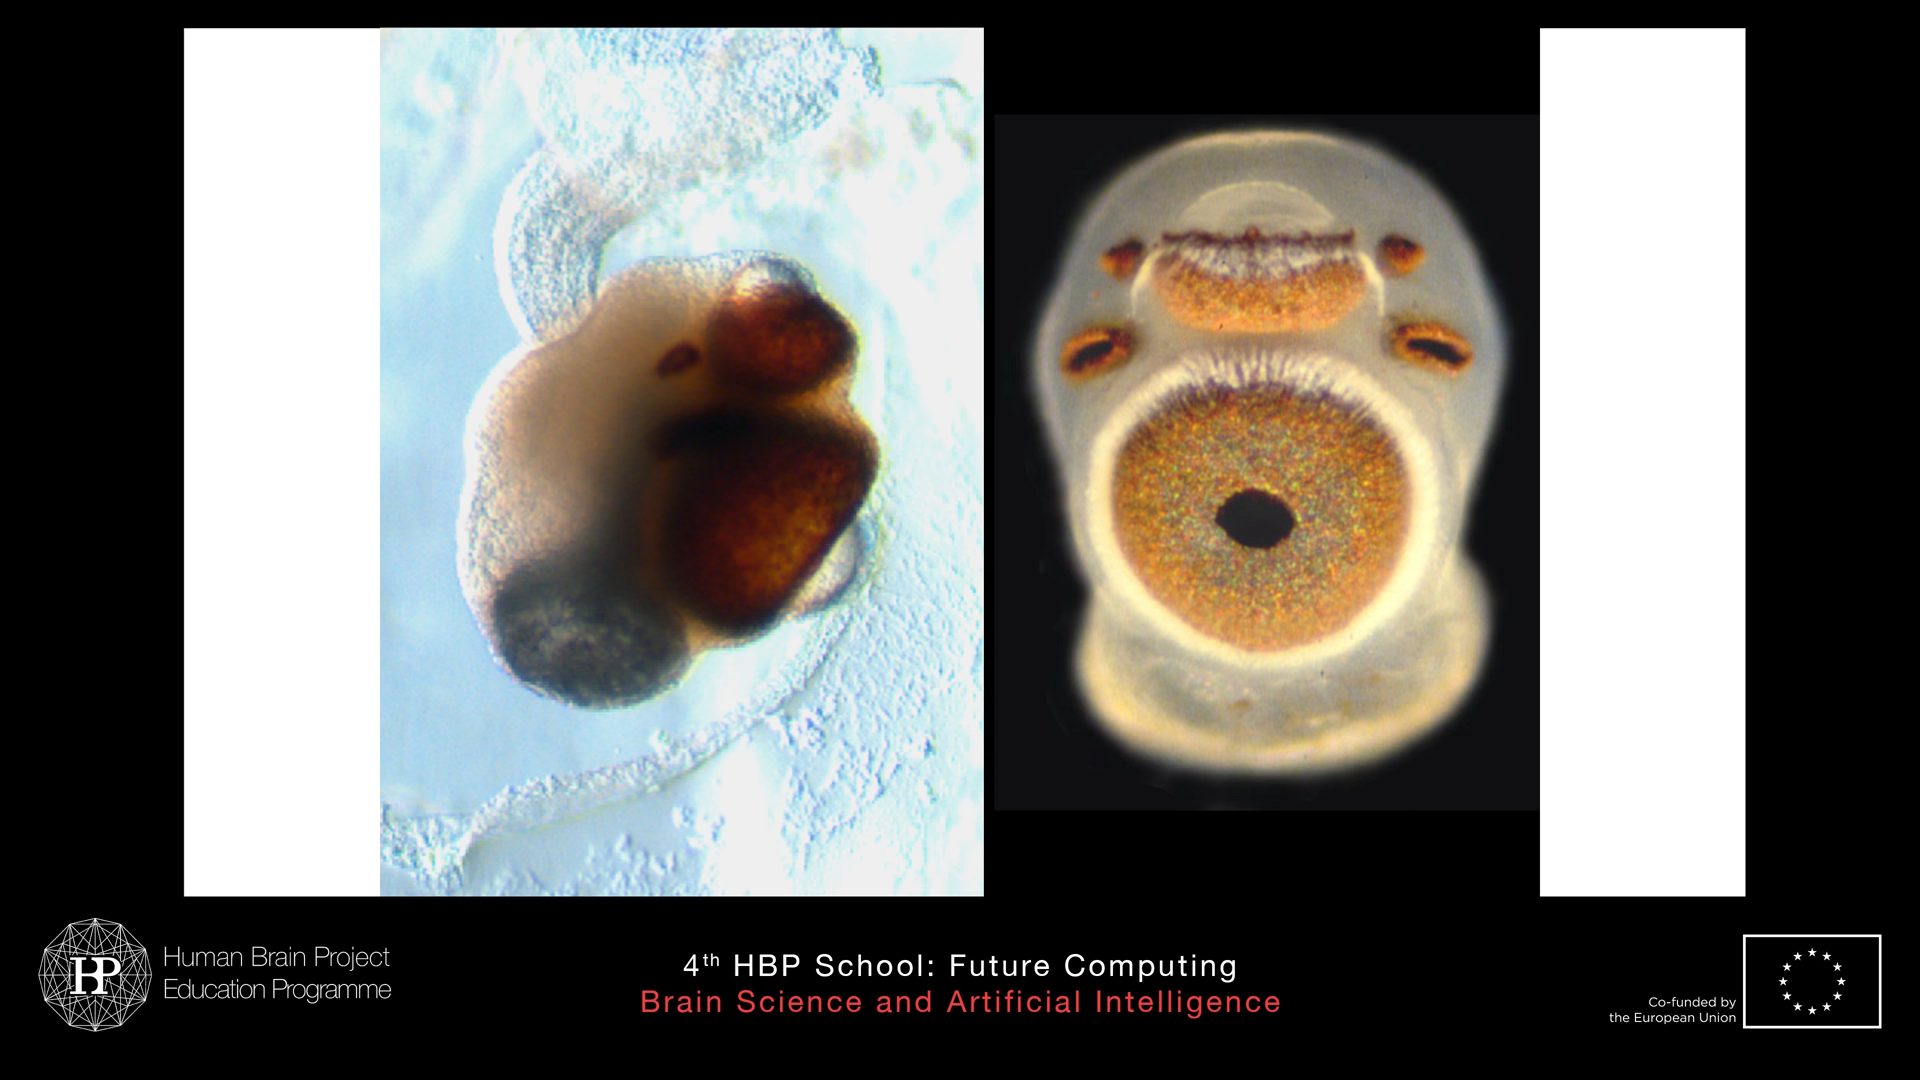 HP
Human Brain Project
Education Programme
4th HBP School: Future Computing
Brain Science and Artificial Intelligence
Co-funded by
the European Union